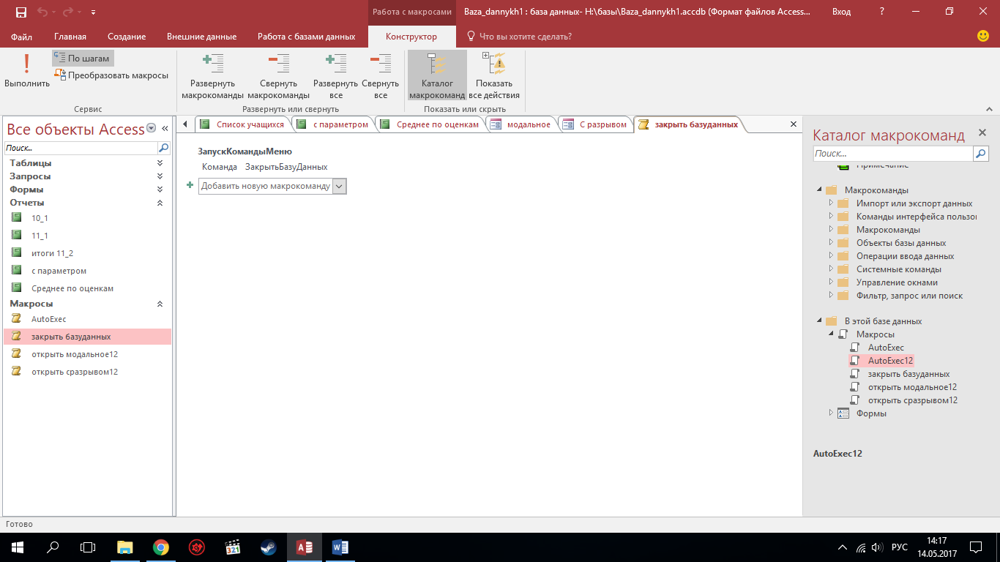 Работа с макросами
Baza_dannykh1 : база данных- H:\базы\Baza_dannykh1.accdb (Формат файлов Access...
Вход
?
Файл
Главная
Создание
Внешние данные
Работа с базами данных
Конструктор
Что вы хотите сделать?
Выполнить
По шагам
Преобразовать макросы
Развернуть макрокоманды
Свернуть макрокоманды
Развернуть все
Свернуть все
Каталог макрокоманд
Показать все действия
Сервис
Развернуть или свернуть
Показать или скрыть
Все объекты Access
Поиск...
Таблицы
Запросы
Формы
Отчеты
10_1
11_1
итоги 11_2
с параметром
Среднее по оценкам
Макросы
AutoExec
закрыть базуданных
открыть модальное12
открыть сразрывом12
Список учащихся
с параметром
Среднее по оценкам
модальное
С разрывом
закрыть базуданных
ЗапускКомандыМеню
Команда ЗакрытьБазуДанных
Добавить новую макрокоманду
Каталог макрокоманд
Поиск...
Примечание
Макрокоманды
Импорт или экспорт данных
Команды интерфейса пользо
Макрокоманды
Объекты базы данных
Операции ввода данных
Системные команды
Управление окнами
Фильтр, запрос или поиск
В этой базе данных
Макросы
AutoExec
AutoExec12
закрыть базуданных
открыть модальное12
открыть сразрывом12
Формы
AutoExec12
Готово
321
РУС
14:17
14.05.2017